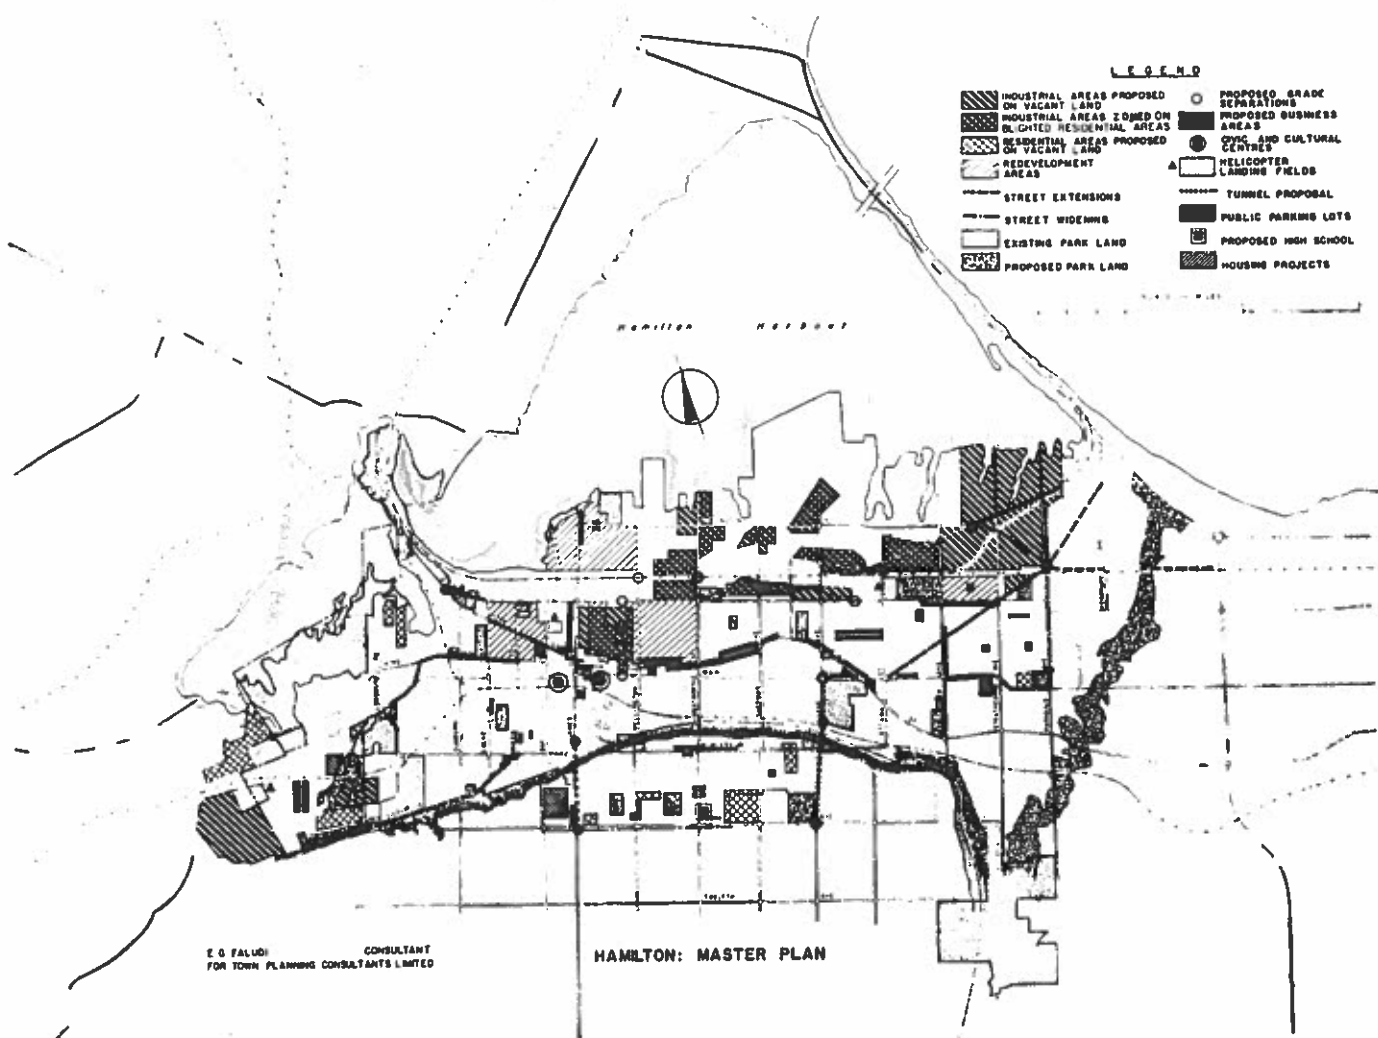 LEGEND
INDUSTRIAL AREAS PROPOSED
ON VACANT LAND
INDUSTRIAL AREAS ZONED ON
BLIGHTED RESIDENTIAL AREAS
RESIDENTIAL AREAS PROPOSED
ON VACANT LAND
REDEVELOPMENT
AREAS
STREET EXTENSIONS
STREET WIDENING
EXISTING PARK LAND
PROPOSED PARK LAND
PROPOSED GRADE
SEPARATIONS
PROPOSED BUSINESS
AREAS
CIVIC AND CULTURAL
CENTRES
HELICOPTER
LANDING FIELDS
TUNNEL PROPOSAL
PUBLIC PARKING LOTS
PROPOSED HIGH SCHOOL
HOUSING PROJECTS
Hamilton Harbour
E G FALUDI CONSULTANT
FOR TOWN PLANNING CONSULTANTS LIMITED
HAMILTON: MASTER PLAN